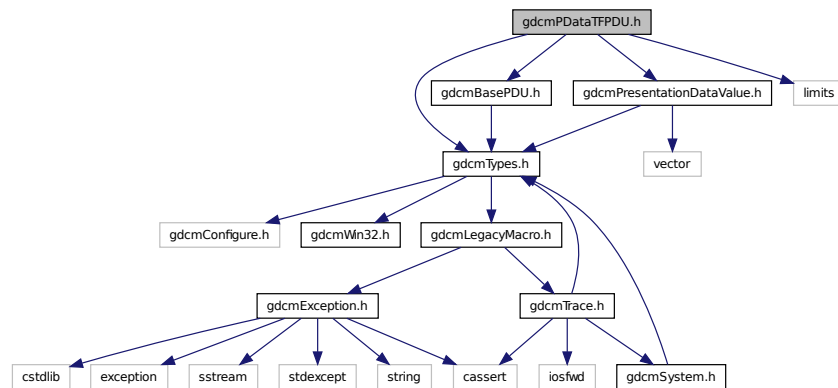 gdcmPDataTFPDU.h
gdcmBasePDU.h
gdcmPresentationDataValue.h
limits
gdcmTypes.h
vector
gdcmConfigure.h
gdcmWin32.h
gdcmLegacyMacro.h
gdcmException.h
gdcmTrace.h
cstdlib
exception
sstream
stdexcept
string
cassert
iosfwd
gdcmSystem.h